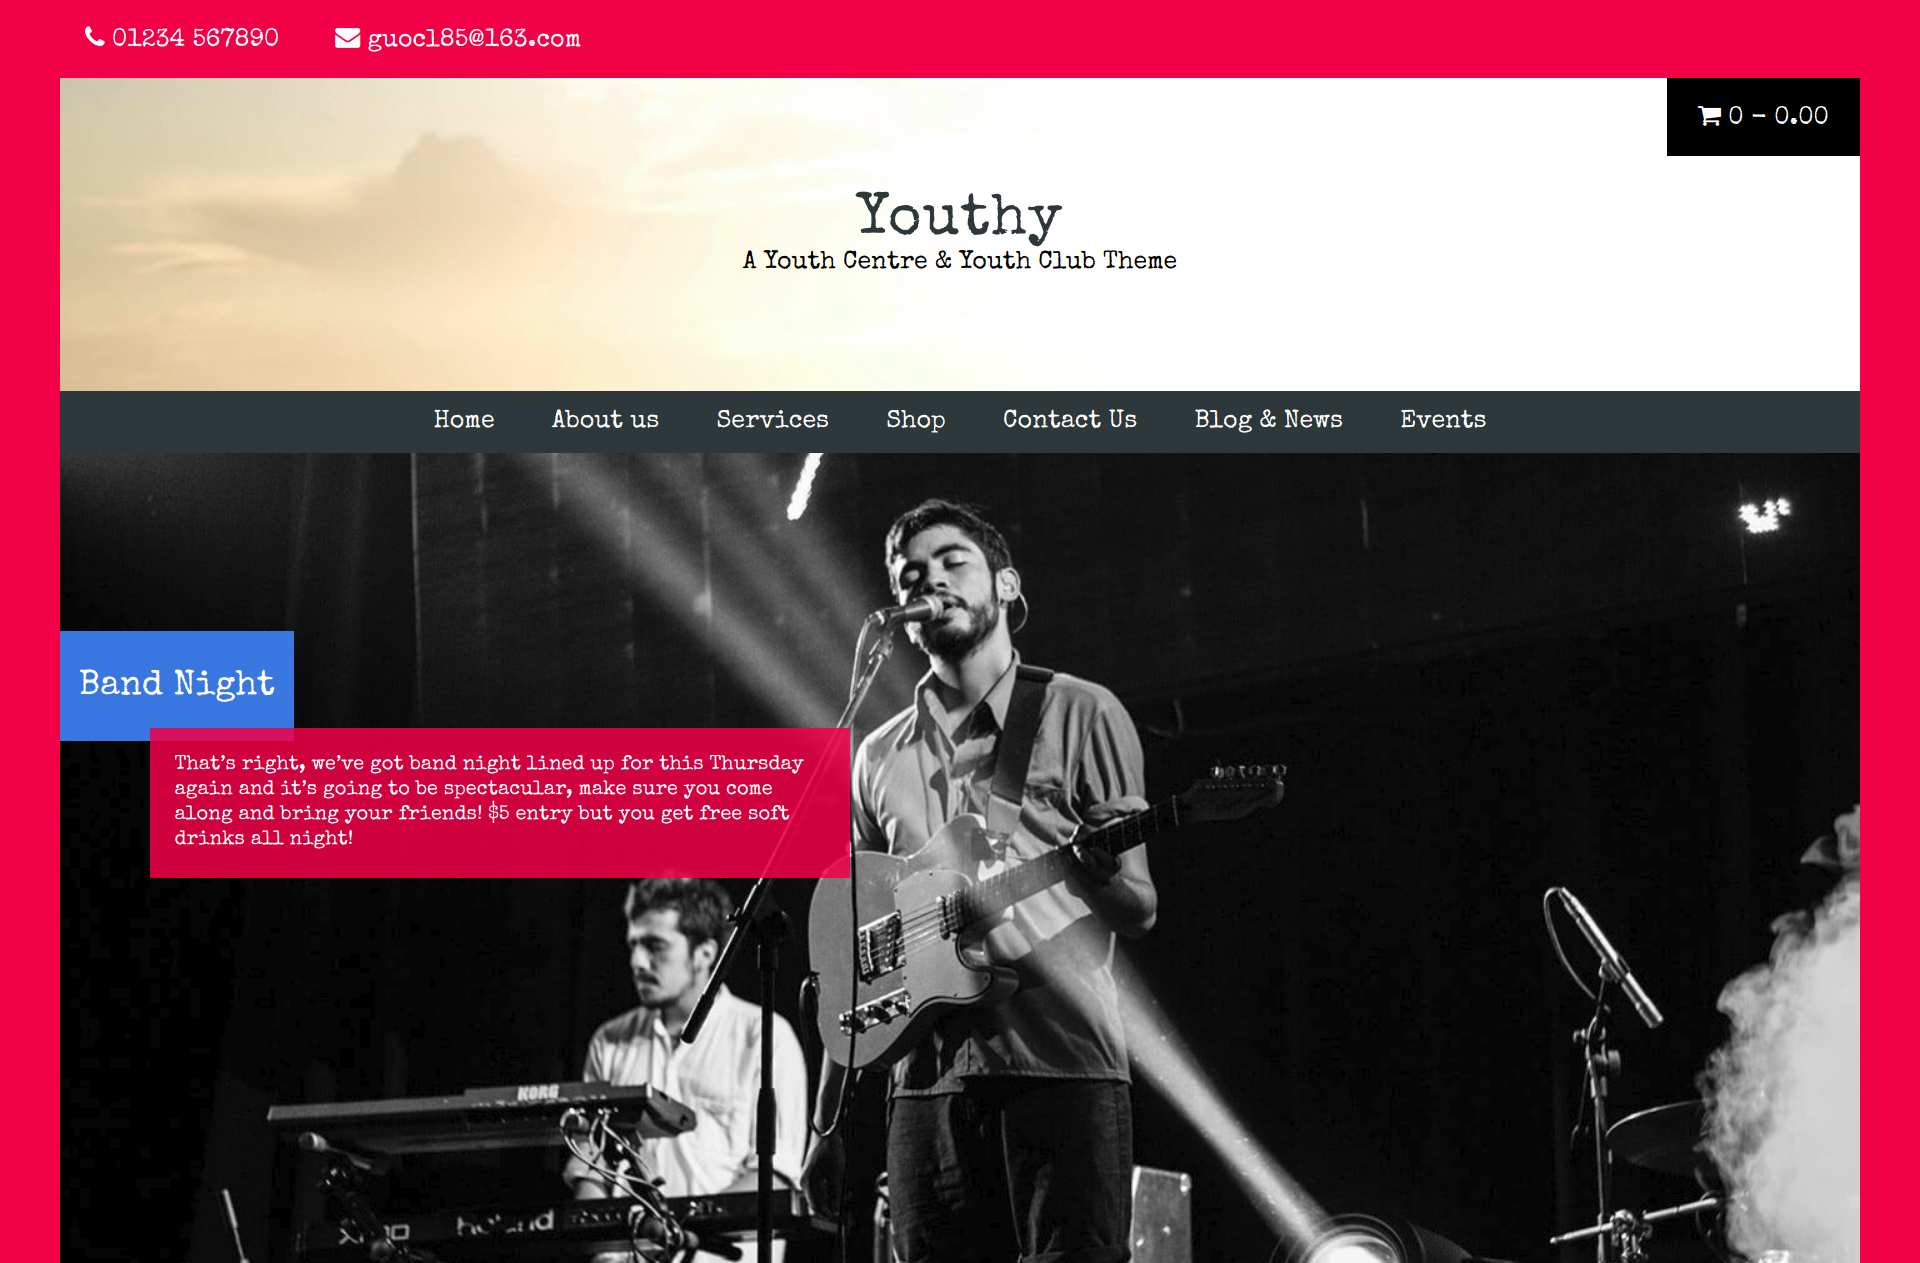 01234 567890 guoc185@163.com
0 – 0.00
Youthy
A Youth Centre & Youth Club Theme
Home About us Services Shop Contact Us Blog & News Events
Band Night
That’s right, we’ve got band night lined up for this Thursday
again and it’s going to be spectacular, make sure you come
along and bring your friends! $5 entry but you get free soft
drinks all night!
KORG